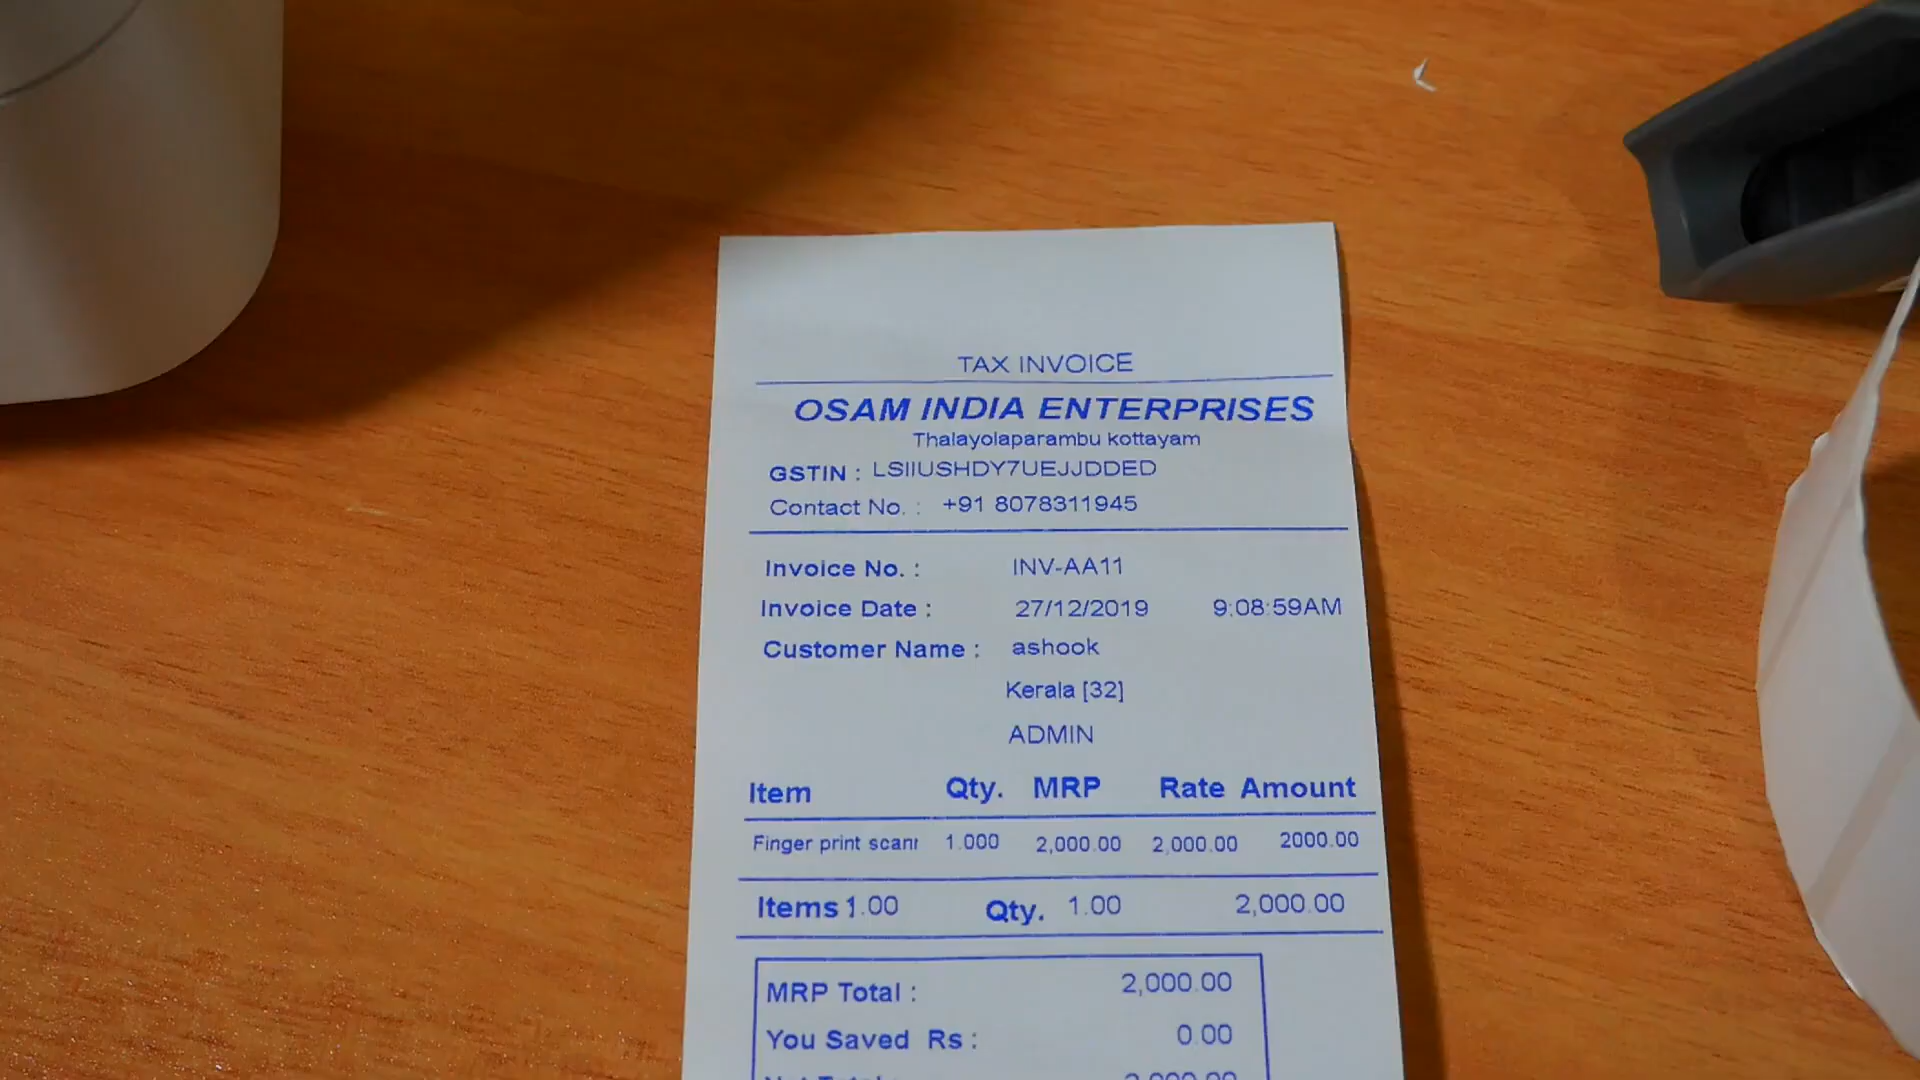 TAX INVOICE
OSAM INDIA ENTERPRISES
Thalayolaparambu kottayam
GSTIN : LSIIUSHDY7UEJJDDED
Contact No. : +91 8078311945
Invoice No. : INV-AA11
Invoice Date : 27/12/2019 9:08:59AM
Customer Name : ashook
Kerala [32]
ADMIN
Item Qty. MRP Rate Amount
Finger print scanr 1.000 2,000.00 2,000.00 2000.00
Items 1.00 Qty. 1.00 2,000.00
MRP Total : 2,000.00
You Saved Rs : 0.00